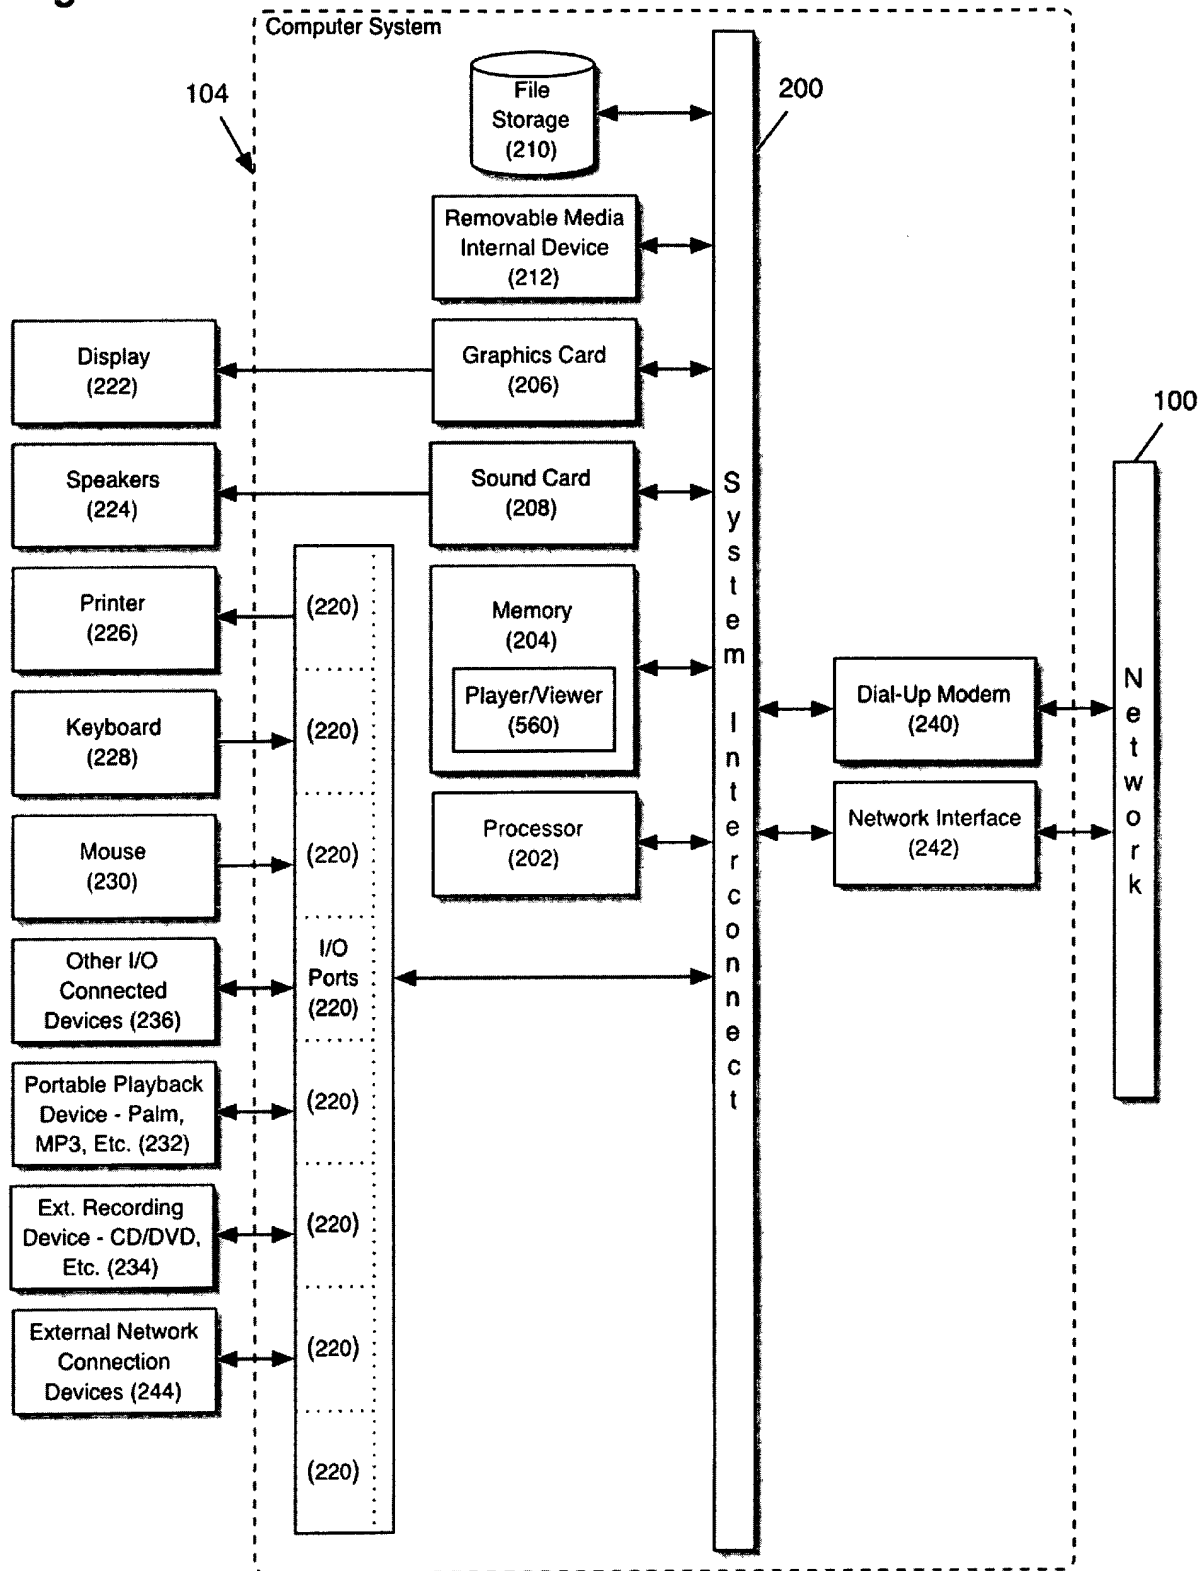 Computer System
104
200
100
File
Storage
(210)
Removable Media
Internal Device
(212)
Graphics Card
(206)
Sound Card
(208)
Memory
(204)
Player/Viewer
(560)
Processor
(202)
Display
(222)
Speakers
(224)
Printer
(226)
Keyboard
(228)
Mouse
(230)
Other I/O
Connected
Devices (236)
Portable Playback
Device - Palm,
MP3, Etc. (232)
Ext. Recording
Device - CD/DVD,
Etc. (234)
External Network
Connection
Devices (244)
(220)
(220)
(220)
I/O
Ports
(220)
(220)
(220)
(220)
(220)
System Interconnect
Dial-Up Modem
(240)
Network Interface
(242)
Network